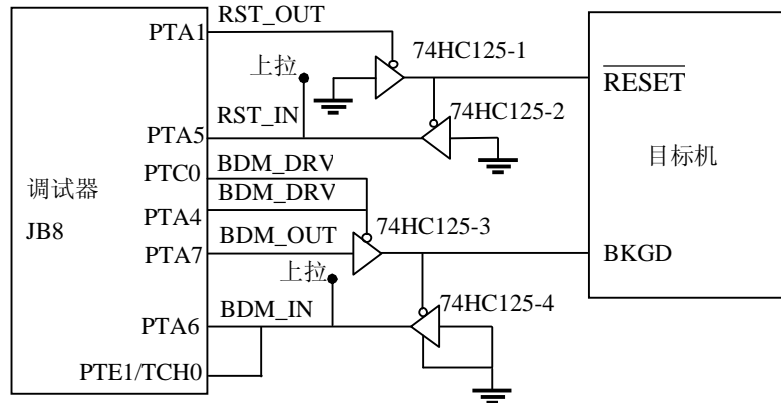 RST_OUT
PTA1
74HC125-1
上拉
RESET
RST_IN
74HC125-2
PTA5
BDM_DRV
PTC0
目标机
调试器
BDM_DRV
PTA4
JB8
74HC125-3
BDM_OUT
PTA7
BKGD
上拉
74HC125-4
BDM_IN
PTA6
PTE1/TCH0